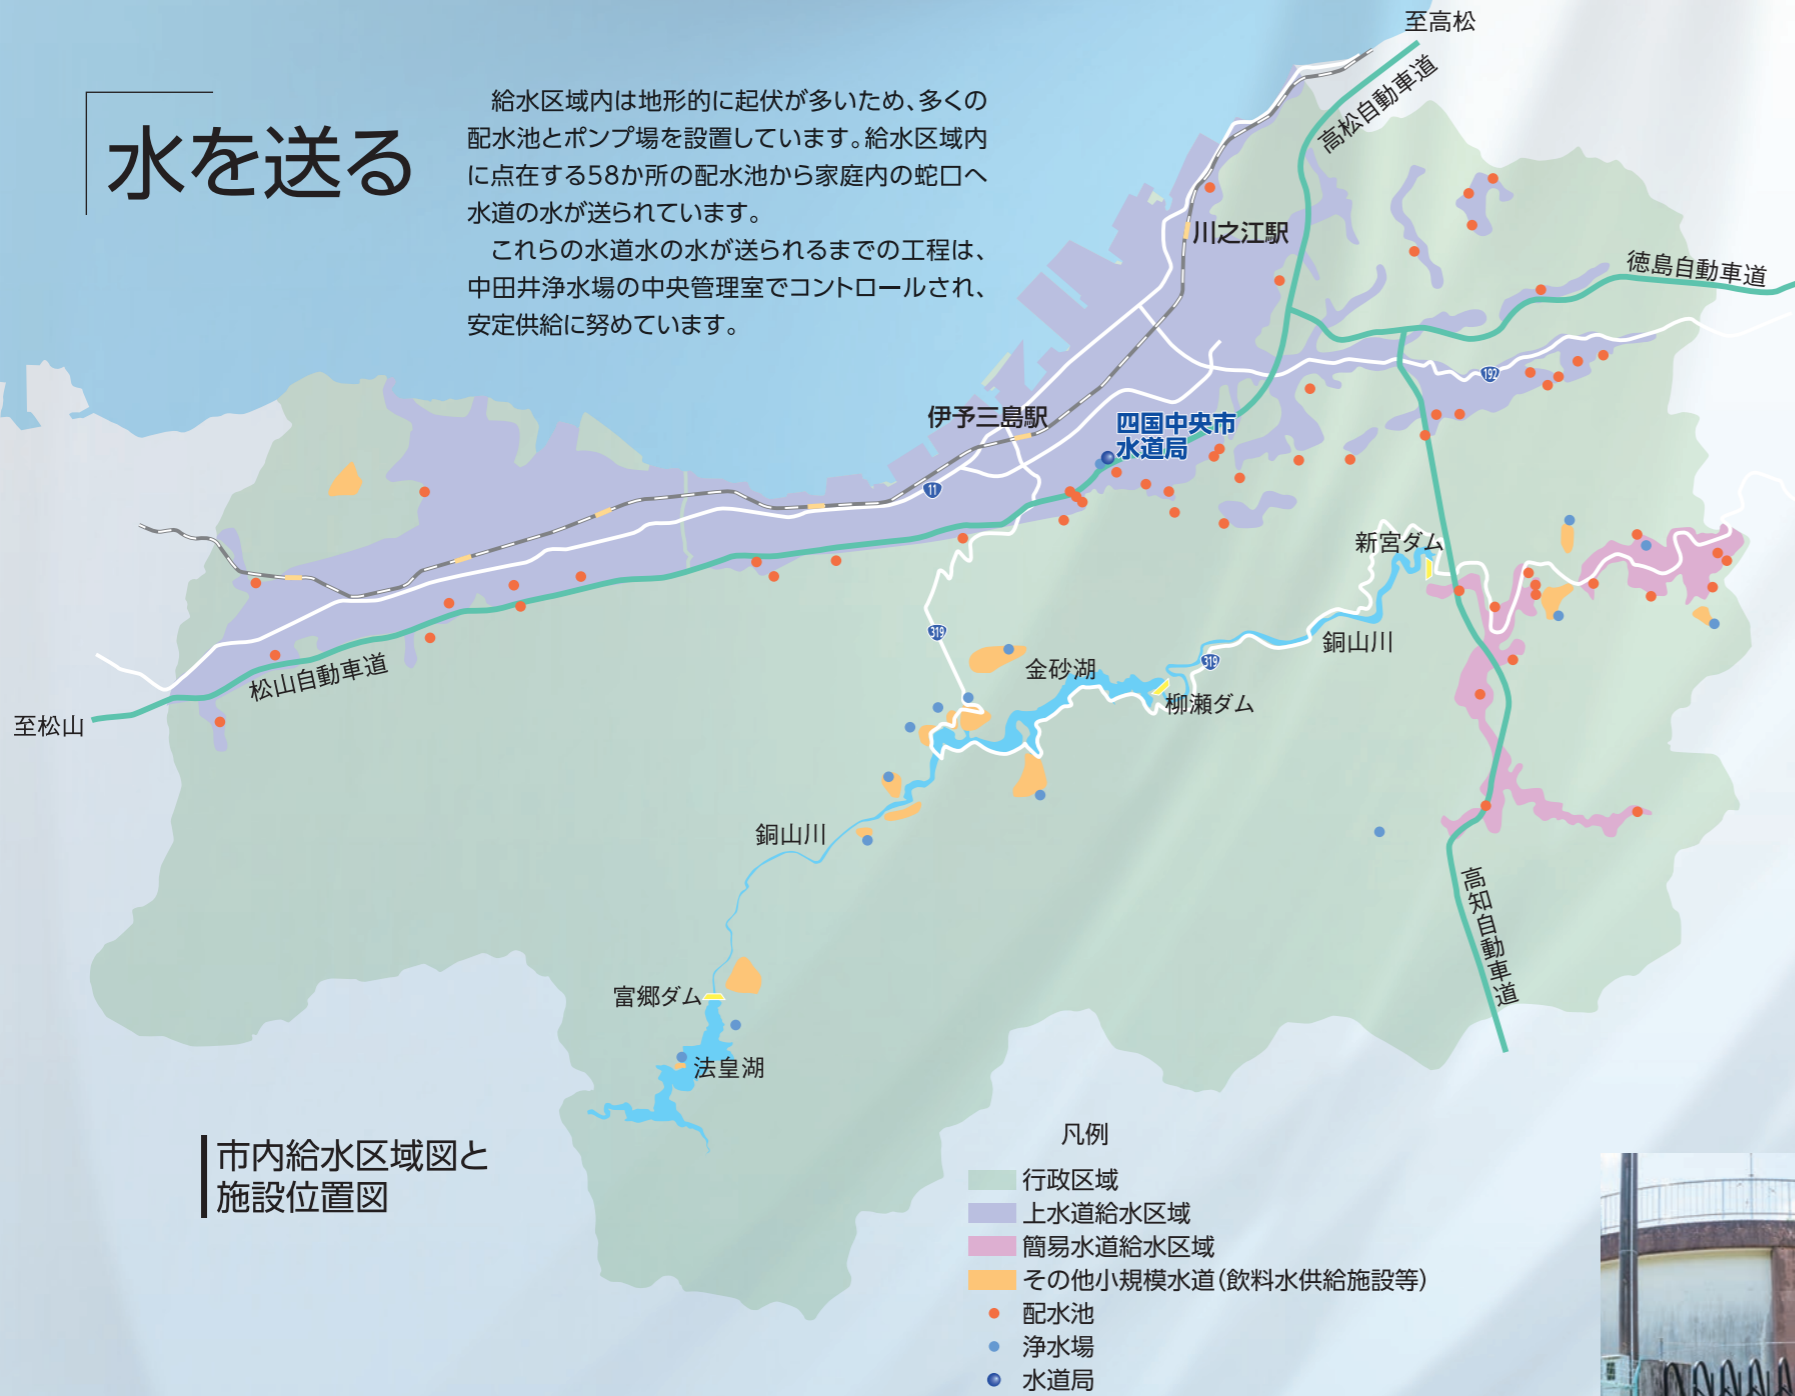 水を送る
給水区域内は地形的に起伏が多いため、多くの
配水池とポンプ場を設置しています。給水区域内
に点在する58か所の配水池から家庭内の蛇口へ
水道の水が送られています。
これらの水道水の水が送られるまでの工程は、
中田井浄水場の中央管理室でコントロールされ、
安定供給に努めています。
至高松
高松自動車道
川之江駅
徳島自動車道
192
伊予三島駅
四国中央市
水道局
11
新宮ダム
319
金砂湖
319
銅山川
柳瀬ダム
松山自動車道
至松山
銅山川
高知自動車道
富郷ダム
法皇湖
市内給水区域図と
施設位置図
凡例
行政区域
上水道給水区域
簡易水道給水区域
その他小規模水道(飲料水供給施設等)
配水池
浄水場
水道局